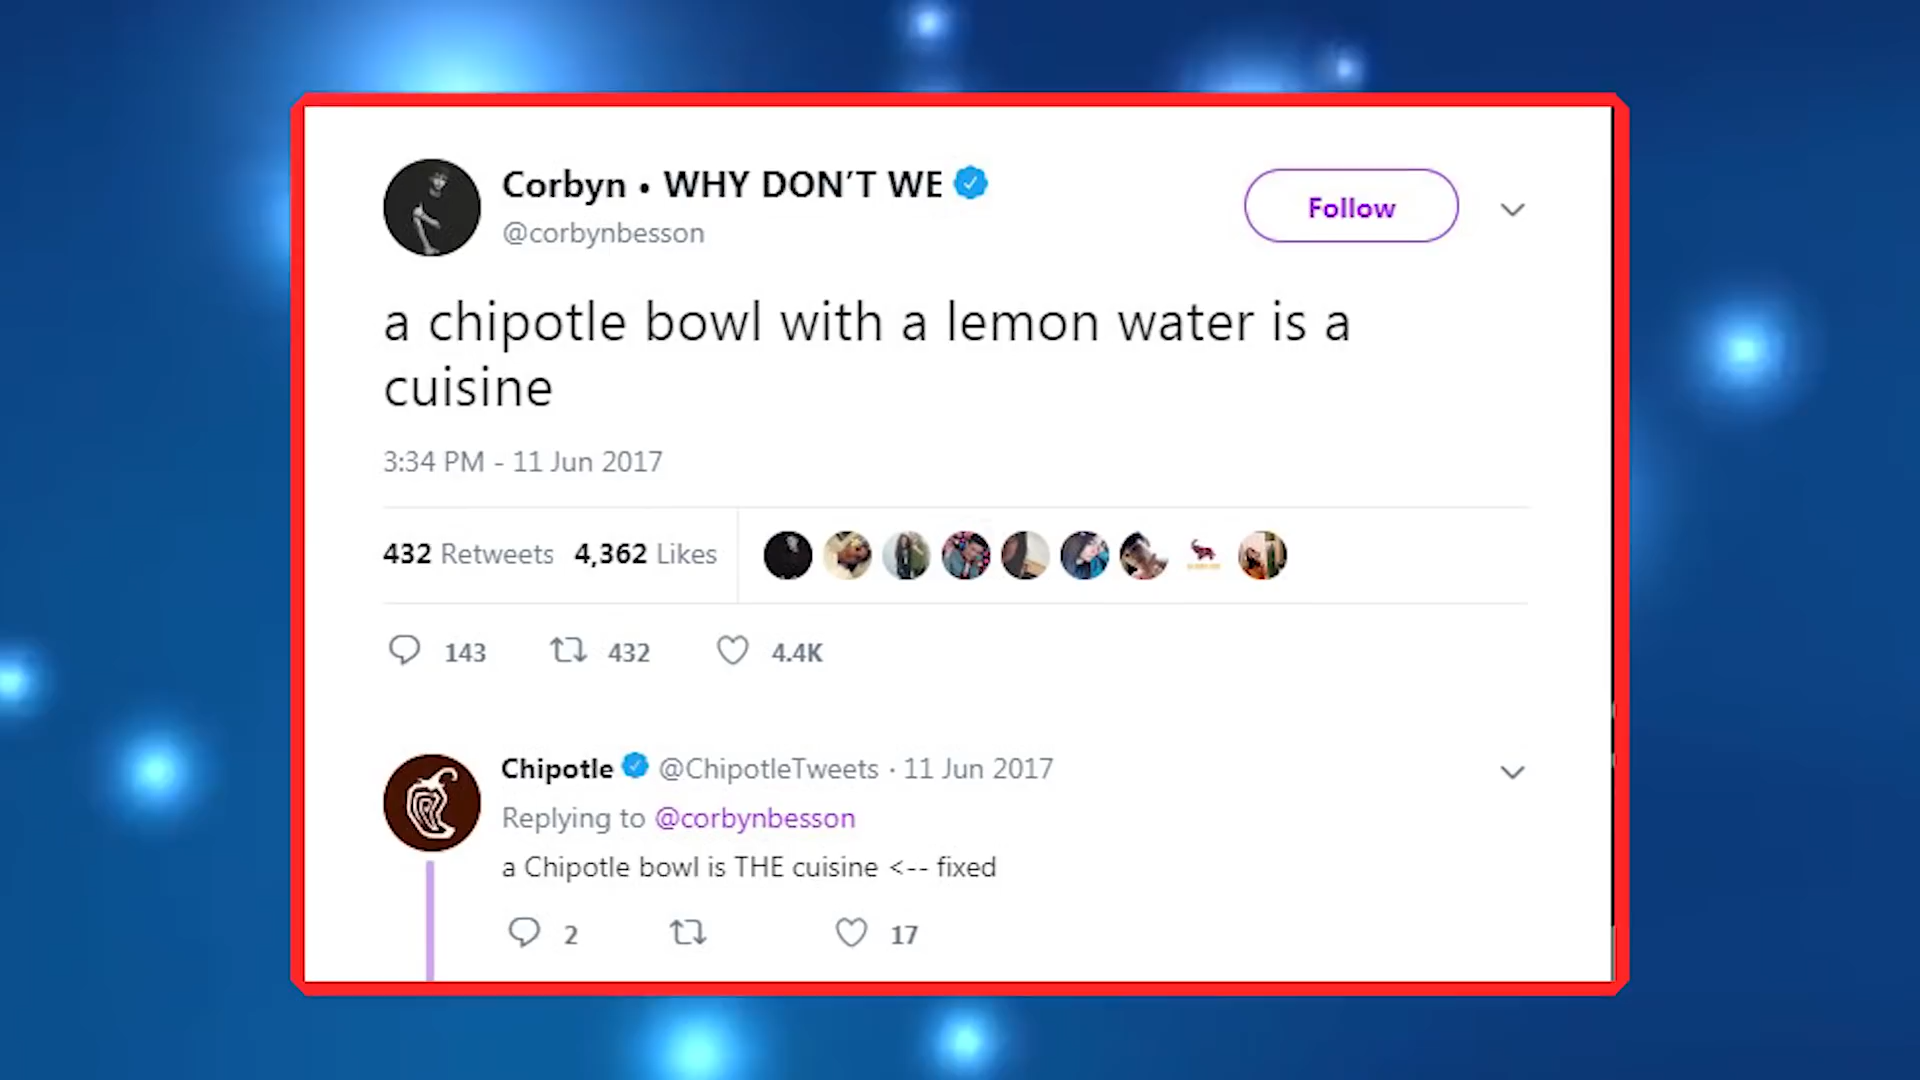 Corbyn • WHY DON’T WE
@corbynbesson
Follow
a chipotle bowl with a lemon water is a
cuisine
3:34 PM - 11 Jun 2017
432 Retweets 4,362 Likes
143 432 4.4K
Chipotle @ChipotleTweets · 11 Jun 2017
Replying to @corbynbesson
a Chipotle bowl is THE cuisine <-- fixed
2 17